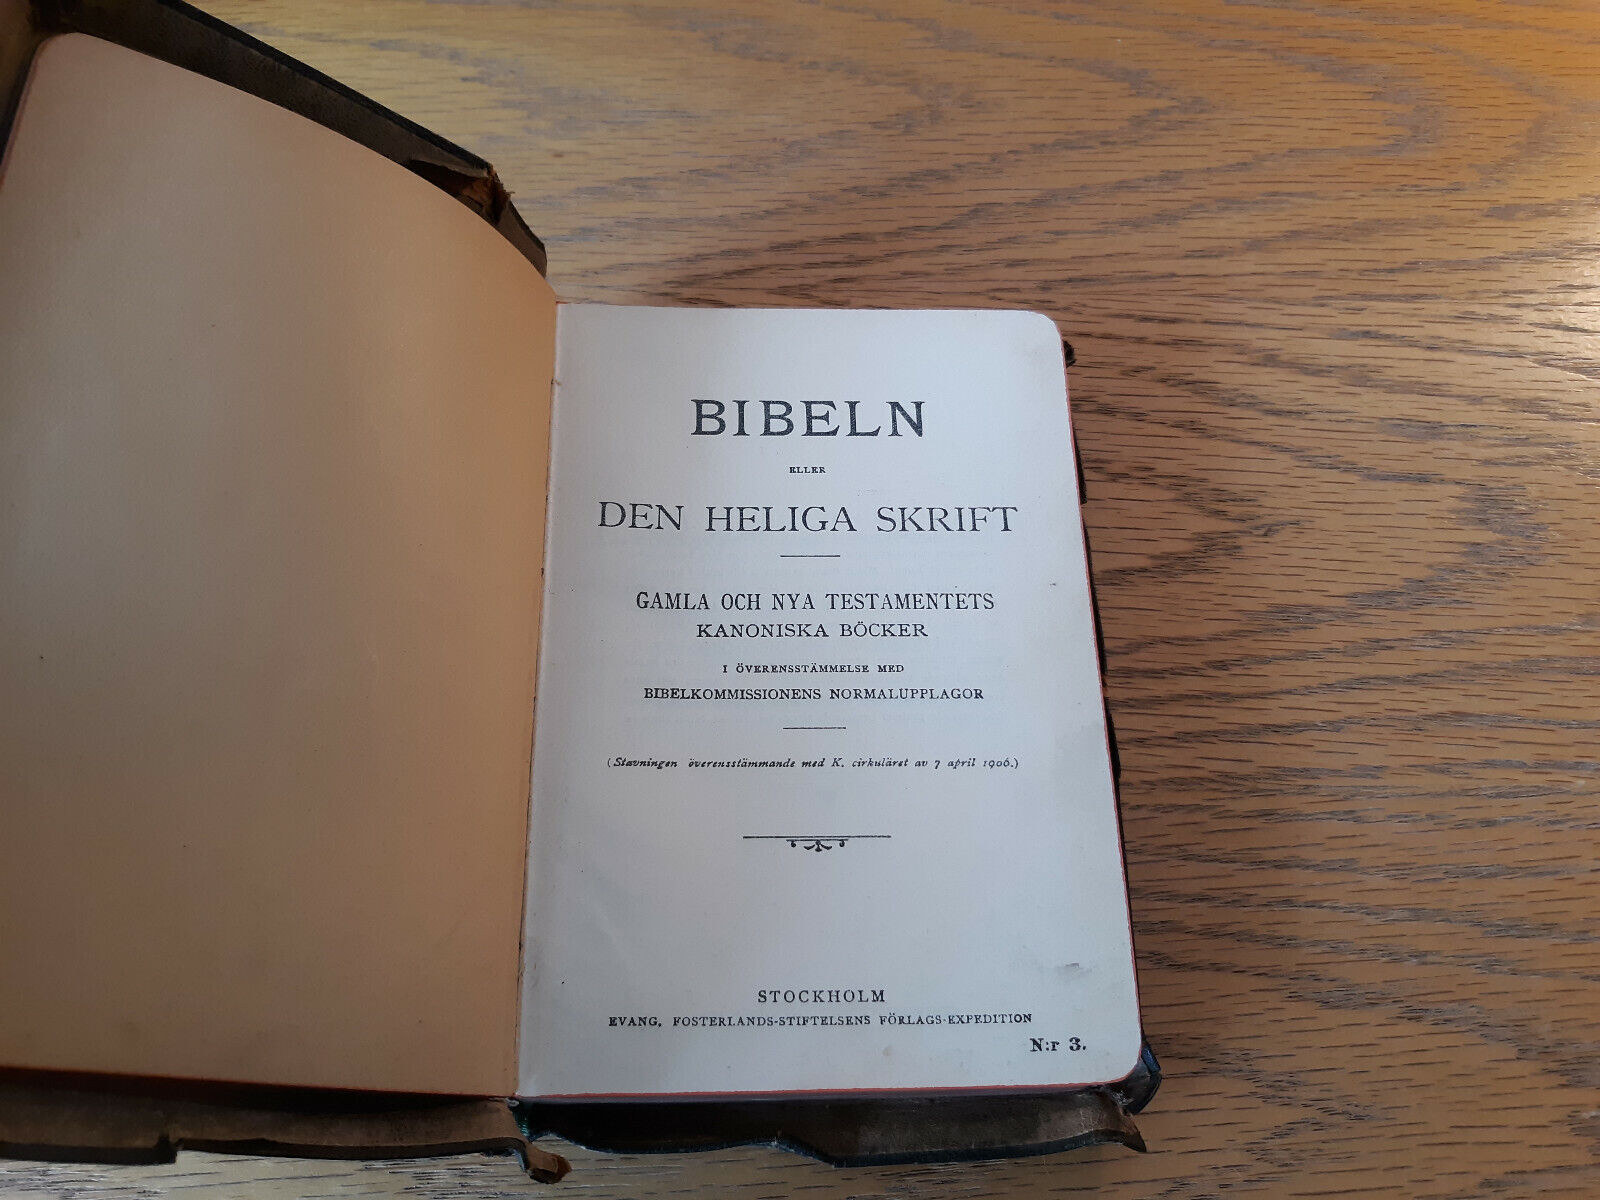 BIBELN
ELLER
DEN HELIGA SKRIFT
GAMLA OCH NYA TESTAMENTETS
KANONISKA BÖCKER
I ÖVERENSSTÄMMELSE MED
BIBELKOMMISSIONENS NORMALUPPLAGOR
(Stavningen överensstämmande med K. cirkuläret av 7 april 1906.)
STOCKHOLM
EVANG. FOSTERLANDS-STIFTELSENS FÖRLAGS-EXPEDITION
N:r 3.